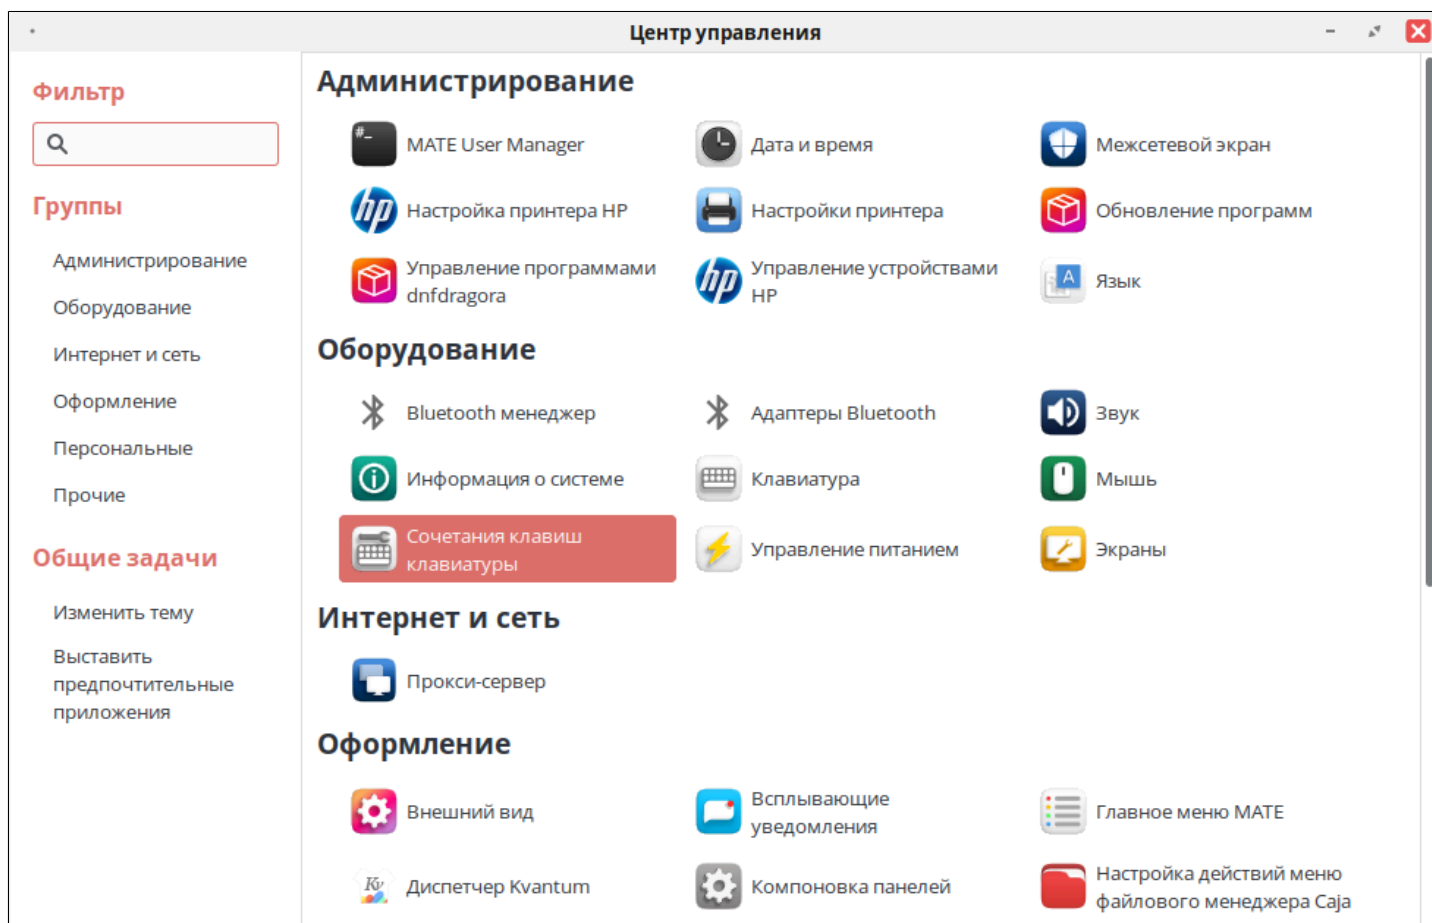 Центр управления
Фильтр
Группы
Администрирование
Оборудование
Интернет и сеть
Оформление
Персональные
Прочие
Общие задачи
Изменить тему
Выставить
предпочтительные
приложения
Администрирование
#_
MATE User Manager
Дата и время
Межсетевой экран
hp
Настройка принтера HP
Настройки принтера
Обновление программ
Управление программами
dnfdragora
hp
Управление устройствами
HP
A
Язык
Оборудование
Bluetooth менеджер
Адаптеры Bluetooth
Звук
Информация о системе
Клавиатура
Мышь
Сочетания клавиш
клавиатуры
Управление питанием
Экраны
Интернет и сеть
Прокси-сервер
Оформление
Внешний вид
Всплывающие
уведомления
Главное меню MATE
Kv
Диспетчер Kvantum
Компоновка панелей
Настройка действий меню
файлового менеджера Caja